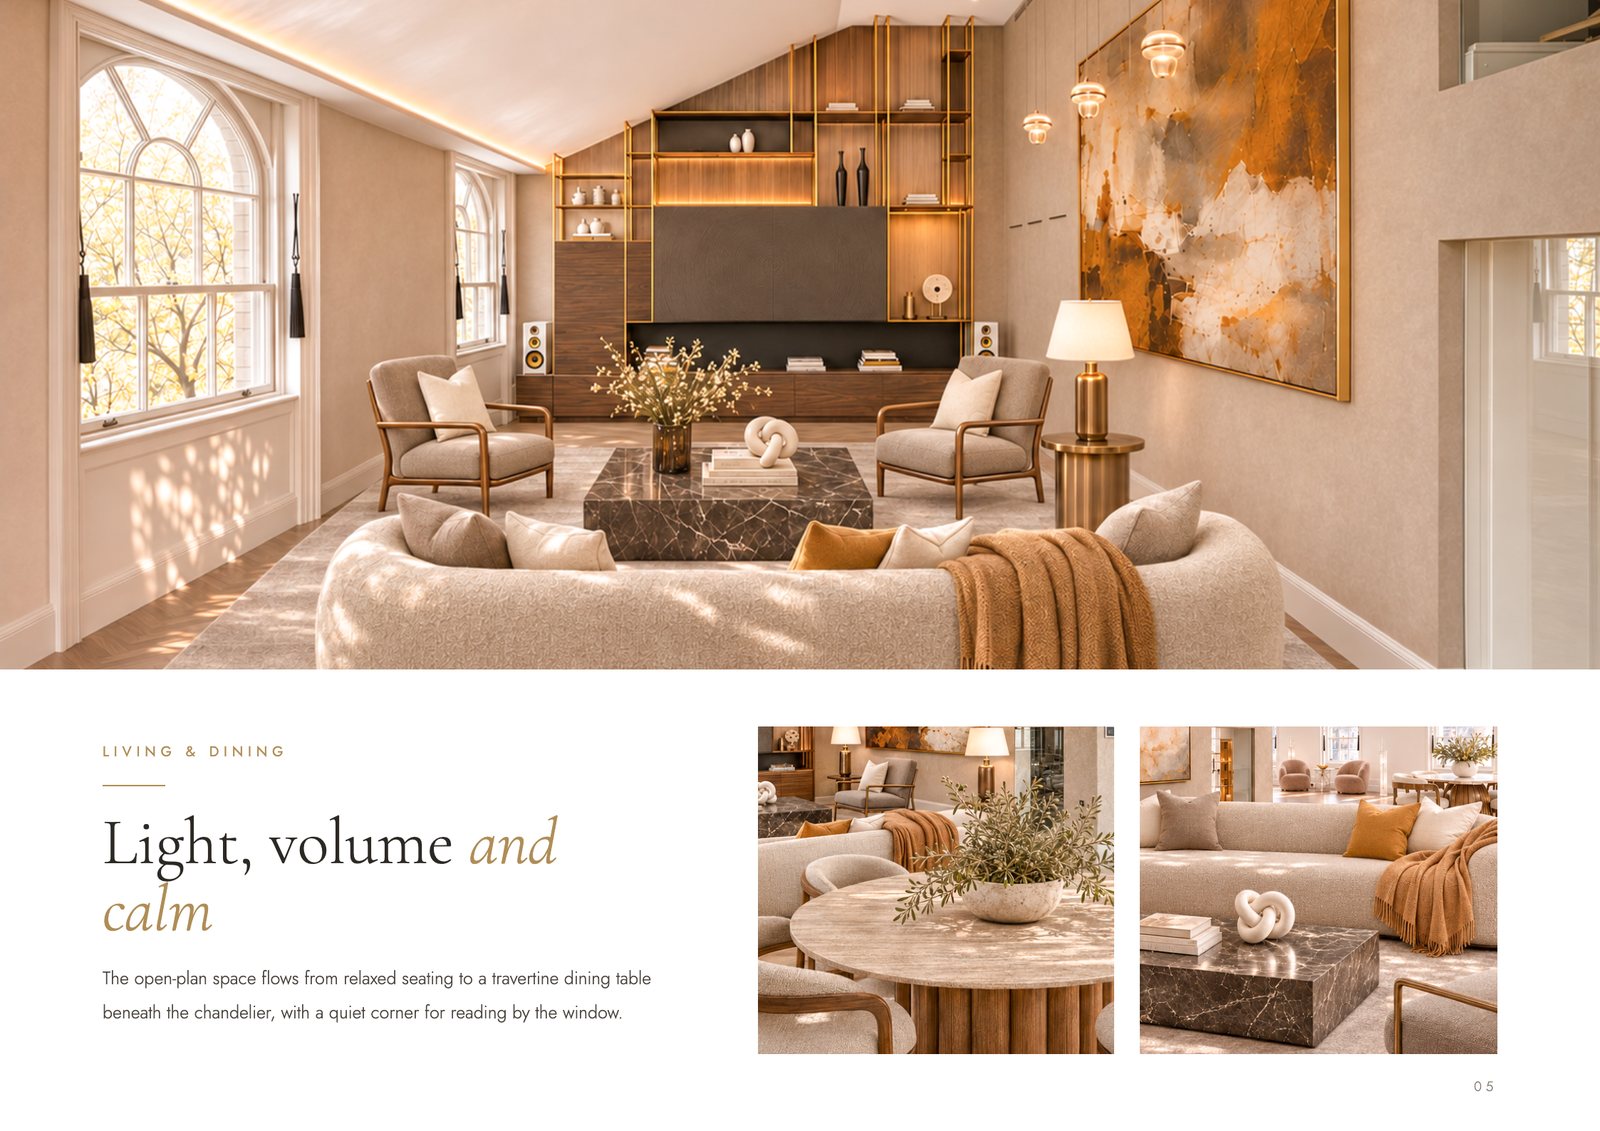 LIVING & DINING
Light, volume and
calm
The open-plan space flows from relaxed seating to a travertine dining table
beneath the chandelier, with a quiet corner for reading by the window.
05